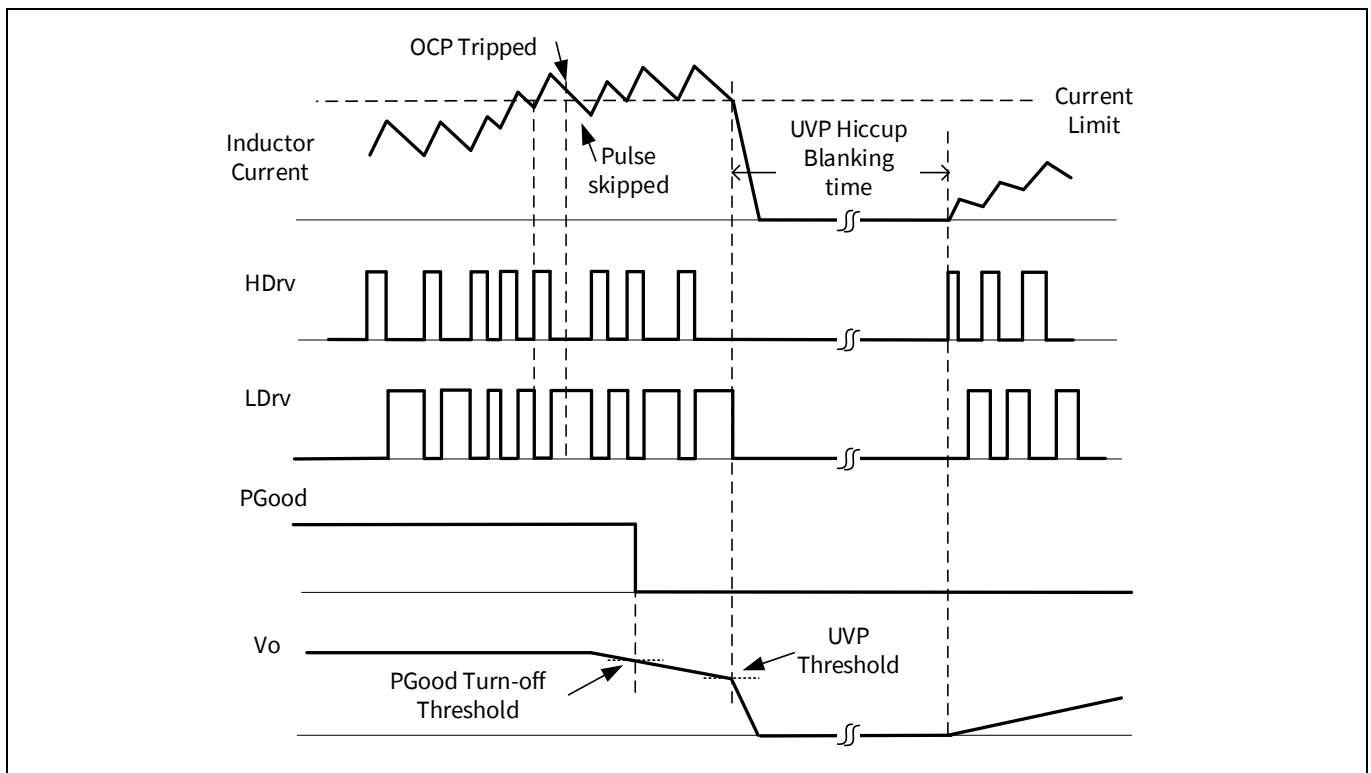 OCP Tripped
Current
Limit
UVP Hiccup
Blanking
time
Inductor
Current
Pulse
skipped
HDrv
LDrv
PGood
Vo
UVP
Threshold
PGood Turn-off
Threshold